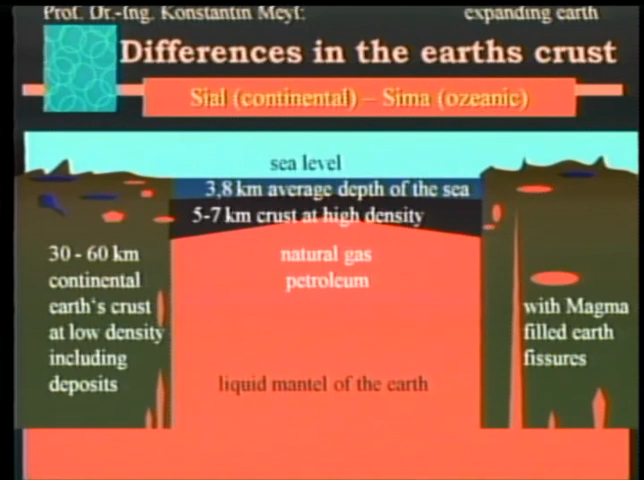 Prof. Dr.-Ing. Konstantin Meyl: expanding earth
Differences in the earths crust
Sial (continental) – Sima (ozeanic)
sea level
3,8 km average depth of the sea
5-7 km crust at high density
30 - 60 km
continental
earth's crust
at low density
including
deposits
natural gas
petroleum
with Magma
filled earth
fissures
liquid mantel of the earth